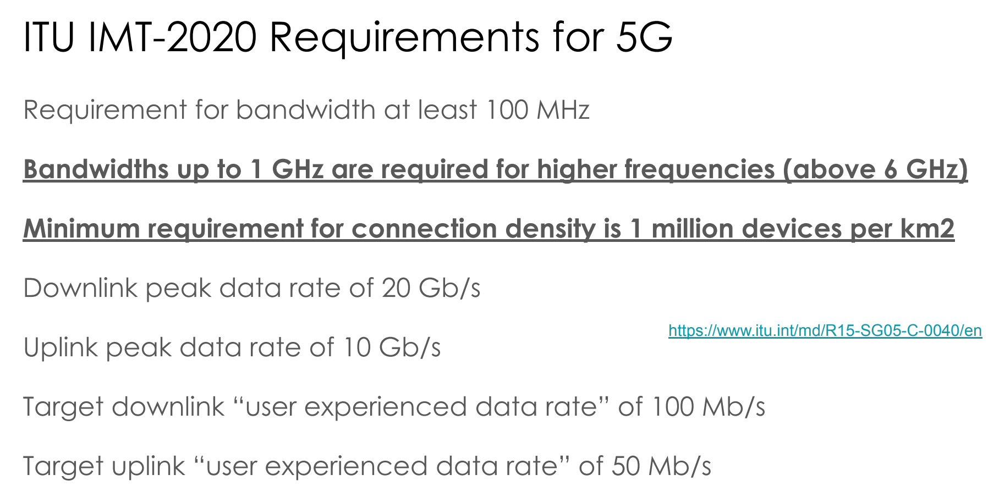 ITU IMT-2020 Requirements for 5G
Requirement for bandwidth at least 100 MHz
Bandwidths up to 1 GHz are required for higher frequencies (above 6 GHz)
Minimum requirement for connection density is 1 million devices per km2
Downlink peak data rate of 20 Gb/s
https://www.itu.int/md/R15-SG05-C-0040/en
Uplink peak data rate of 10 Gb/s
Target downlink “user experienced data rate” of 100 Mb/s
Target uplink “user experienced data rate” of 50 Mb/s